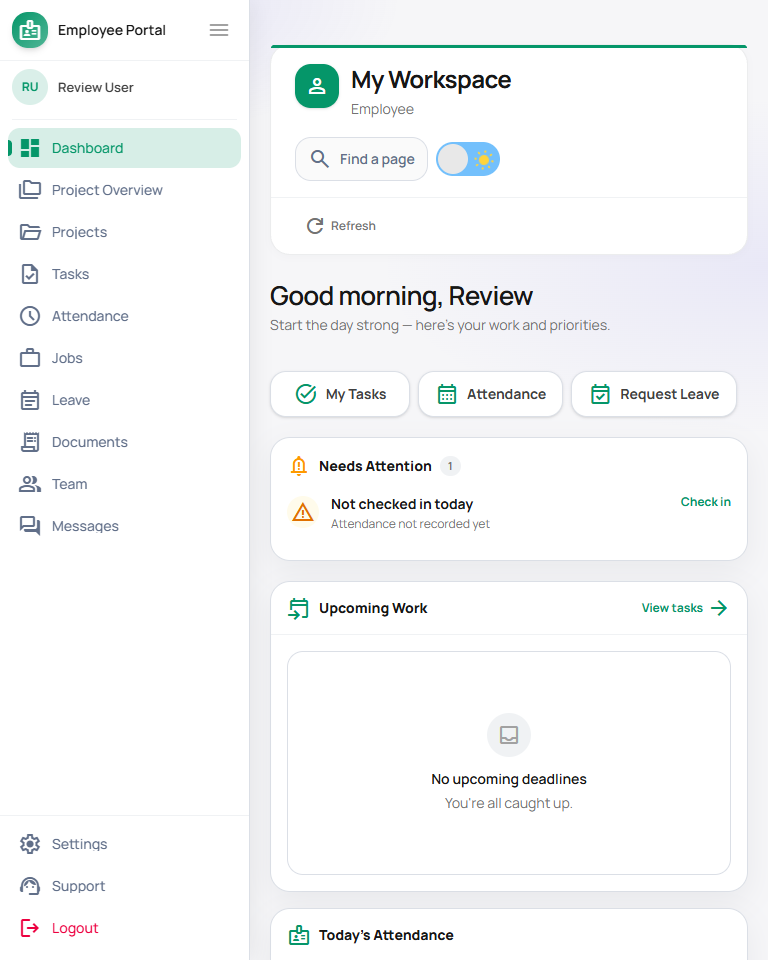 Employee Portal
RU
Review User
Dashboard
Project Overview
Projects
Tasks
Attendance
Jobs
Leave
Documents
Team
Messages
Settings
Support
Logout
My Workspace
Employee
Find a page
Refresh
Good morning, Review
Start the day strong — here's your work and priorities.
My Tasks
Attendance
Request Leave
Needs Attention 1
Not checked in today
Check in
Attendance not recorded yet
Upcoming Work
View tasks
No upcoming deadlines
You're all caught up.
Today's Attendance